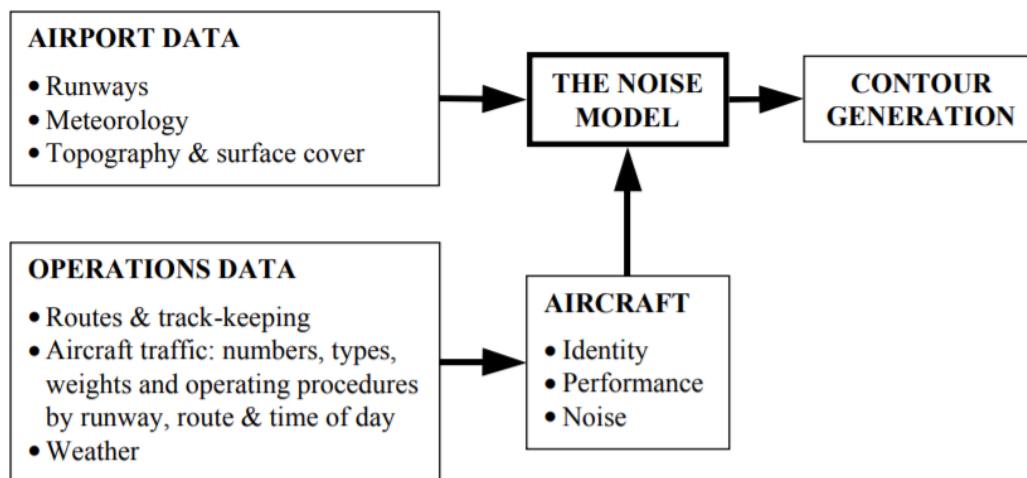 AIRPORT DATA
• Runways
• Meteorology
• Topography & surface cover
THE NOISE
MODEL
CONTOUR
GENERATION
OPERATIONS DATA
• Routes & track-keeping
• Aircraft traffic: numbers, types,
weights and operating procedures
by runway, route & time of day
• Weather
AIRCRAFT
• Identity
• Performance
• Noise